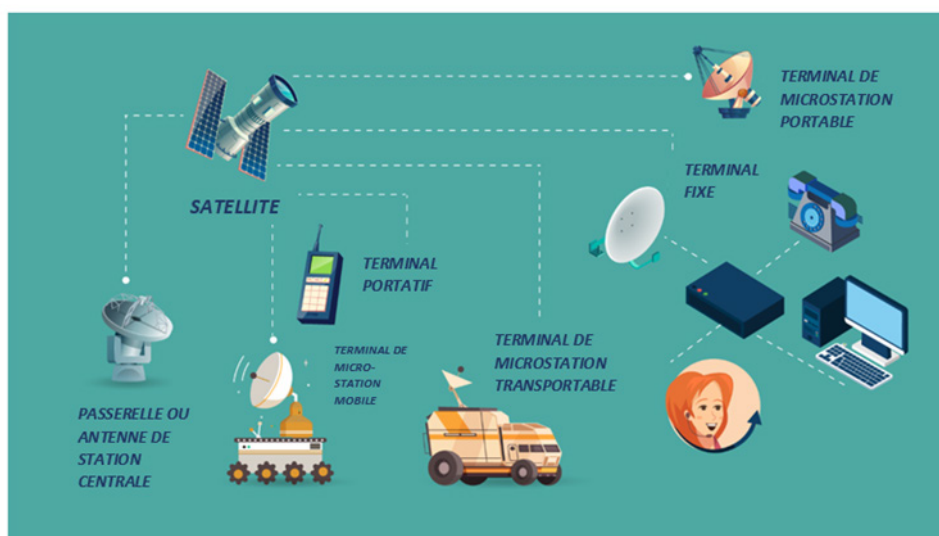 TERMINAL DE
MICROSTATION
PORTABLE
TERMINAL
FIXE
SATELLITE
TERMINAL
PORTATIF
TERMINAL DE
MICRO-
STATION
MOBILE
TERMINAL DE
MICROSTATION
TRANSPORTABLE
PASSERELLE OU
ANTENNE DE
STATION
CENTRALE